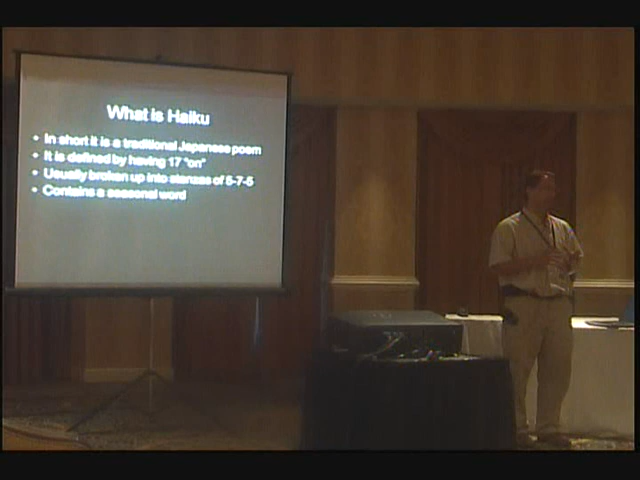 What is Haiku
• In short it is a traditional Japanese poem
• It is defined by having 17 "on"
• Usually broken up into stanzas of 5-7-5
• Contains a seasonal word